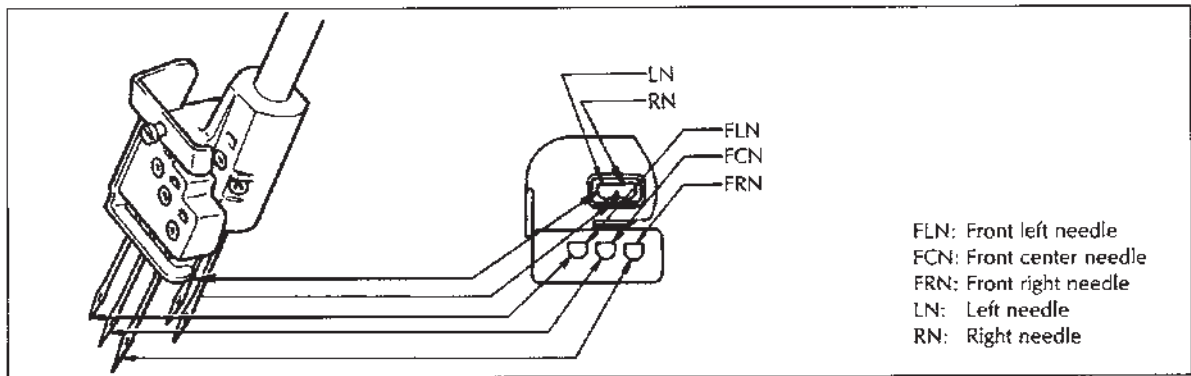 LN
RN
FLN
FCN
FRN
FLN: Front left needle
FCN: Front center needle
FRN: Front right needle
LN: Left needle
RN: Right needle